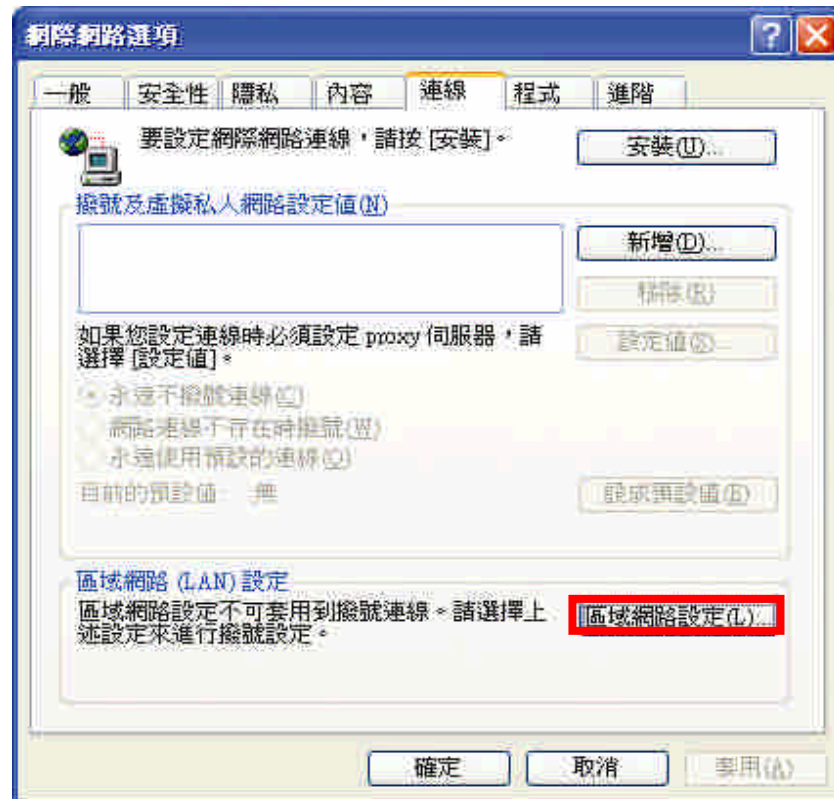 網際網路選項
一般 安全性 隱私 內容 連線 程式 進階
要設定網際網路連線，請按 [安裝]。
安裝(U)...
撥號及虛擬私人網路設定值(N)
新增(D)...
移除(R)
如果您設定連線時必須設定 proxy 伺服器，請
選擇 [設定值]。
設定值(S)...
永遠不撥號連線(C)
網路連線不存在時撥號(W)
永遠使用預設的連線(O)
目前的預設值: 無
設成預設值(E)
區域網路 (LAN) 設定
區域網路設定不可套用到撥號連線。請選擇上
述設定來進行撥號設定。
區域網路設定(L)...
確定 取消 套用(A)